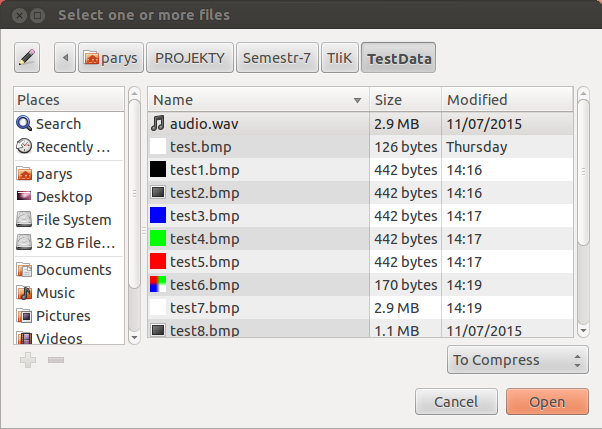 Select one or more files
parys PROJEKTY Semestr-7 TIiK TestData
Places
Search
Recently ...
parys
Desktop
File System
32 GB File...
Documents
Music
Pictures
Videos
Name Size Modified
audio.wav 2.9 MB 11/07/2015
test.bmp 126 bytes Thursday
test1.bmp 442 bytes 14:16
test2.bmp 442 bytes 14:16
test3.bmp 442 bytes 14:17
test4.bmp 442 bytes 14:17
test5.bmp 442 bytes 14:17
test6.bmp 170 bytes 14:19
test7.bmp 2.9 MB 14:19
test8.bmp 1.1 MB 11/07/2015
To Compress
Cancel Open